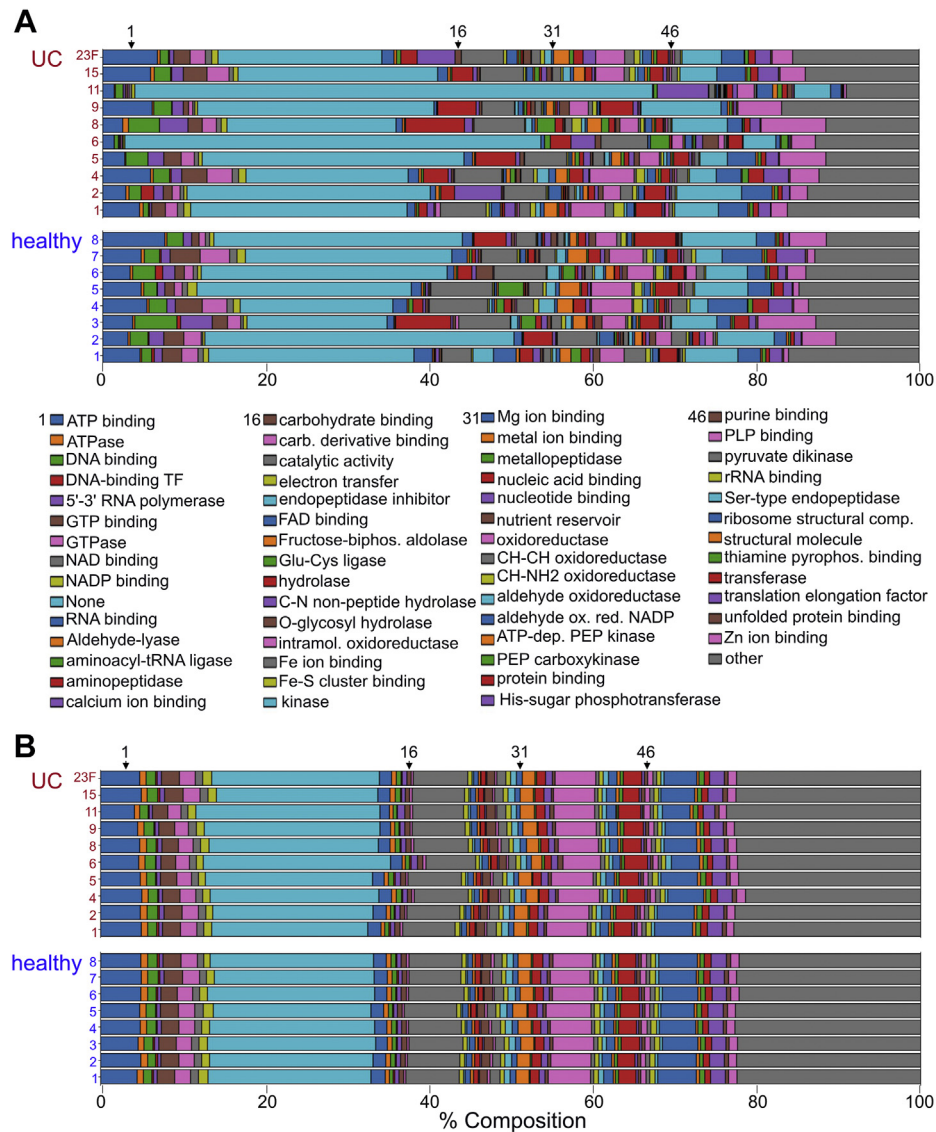 A
1 16 31 46
UC 23F
15
11
9
8
6
5
4
2
1
healthy 8
7
6
5
4
3
2
1
0 20 40 60 80 100
1 ATP binding
ATPase
DNA binding
DNA-binding TF
5'-3' RNA polymerase
GTP binding
GTPase
NAD binding
NADP binding
None
RNA binding
Aldehyde-lyase
aminoacyl-tRNA ligase
aminopeptidase
calcium ion binding
16 carbohydrate binding
carb. derivative binding
catalytic activity
electron transfer
endopeptidase inhibitor
FAD binding
Fructose-biphos. aldolase
Glu-Cys ligase
hydrolase
C-N non-peptide hydrolase
O-glycosyl hydrolase
intramol. oxidoreductase
Fe ion binding
Fe-S cluster binding
kinase
31 Mg ion binding
metal ion binding
metallopeptidase
nucleic acid binding
nucleotide binding
nutrient reservoir
oxidoreductase
CH-CH oxidoreductase
CH-NH2 oxidoreductase
aldehyde oxidoreductase
aldehyde ox. red. NADP
ATP-dep. PEP kinase
PEP carboxykinase
protein binding
His-sugar phosphotransferase
46 purine binding
PLP binding
pyruvate dikinase
rRNA binding
Ser-type endopeptidase
ribosome structural comp.
structural molecule
thiamine pyrophos. binding
transferase
translation elongation factor
unfolded protein binding
Zn ion binding
other
B
1 16 31 46
UC 23F
15
11
9
8
6
5
4
2
1
healthy 8
7
6
5
4
3
2
1
0 20 40 60 80 100
% Composition